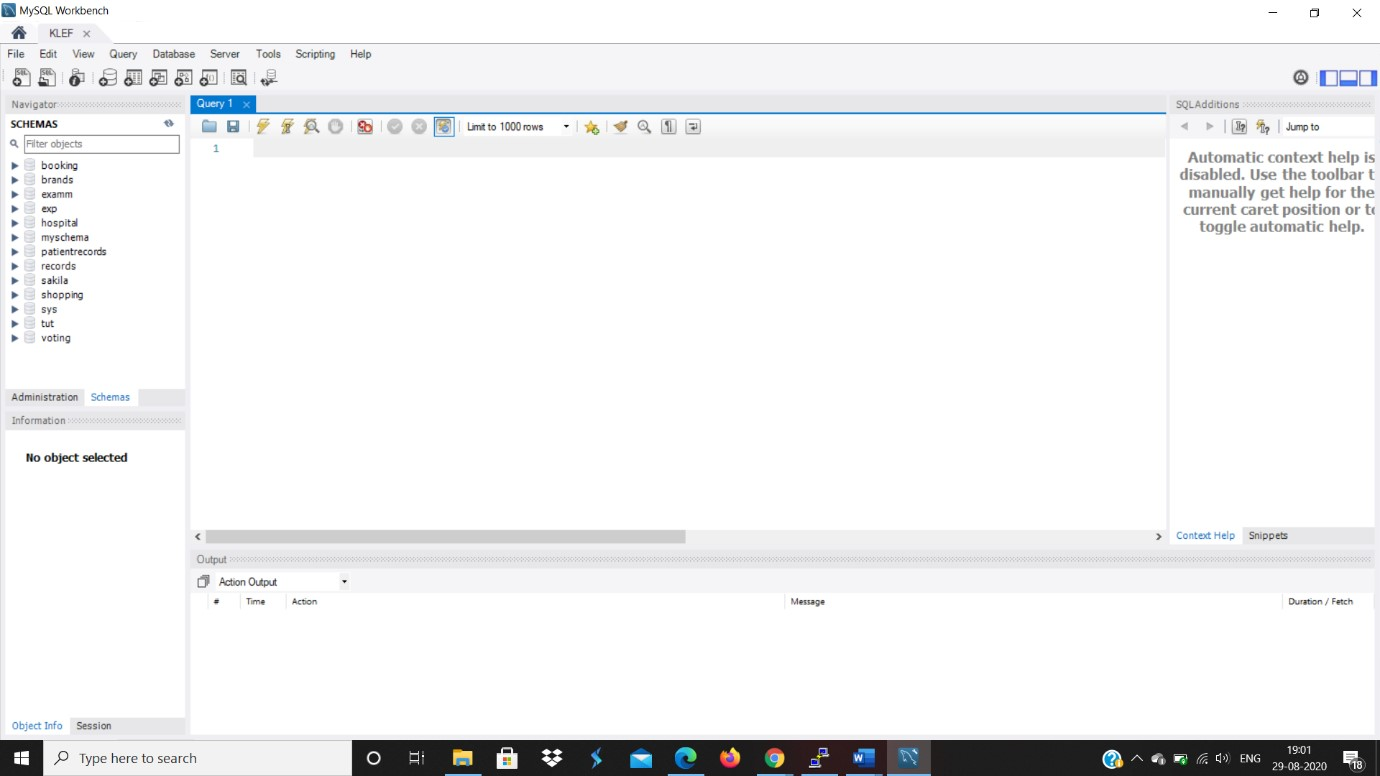 MySQL Workbench
KLEF
File Edit View Query Database Server Tools Scripting Help
Navigator
SCHEMAS
Filter objects
booking
brands
examm
exp
hospital
myschema
patientrecords
records
sakila
shopping
sys
tut
voting
Administration Schemas
Information
No object selected
Object Info Session
Query 1
Limit to 1000 rows
1
Output
Action Output
# Time Action Message Duration / Fetch
SQLAdditions
Jump to
Automatic context help is
disabled. Use the toolbar t
manually get help for the
current caret position or to
toggle automatic help.
Context Help Snippets
Type here to search
ENG
19:01
29-08-2020
18